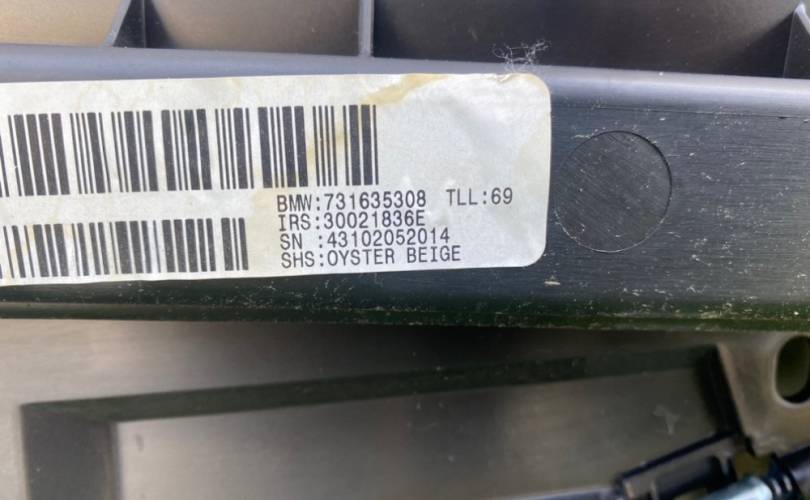 BMW:731635308 TLL:69
IRS:30021836E
SN :43102052014
SHS:OYSTER BEIGE